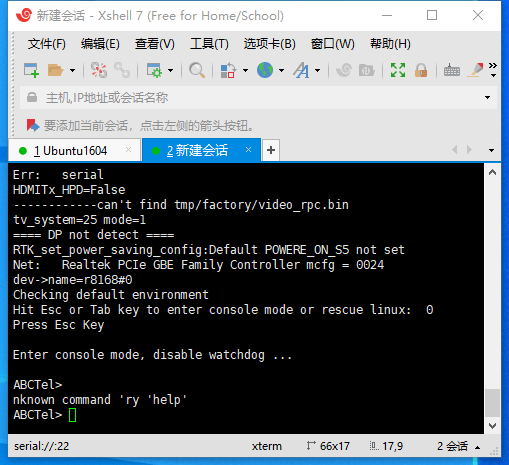 新建会话 - Xshell 7 (Free for Home/School)
文件(F) 编辑(E) 查看(V) 工具(T) 选项卡(B) 窗口(W) 帮助(H)
主机,IP地址或会话名称
要添加当前会话，点击左侧的箭头按钮。
1 Ubuntu1604 × 2 新建会话 × +
Err:   serial
HDMITx_HPD=False
------------can't find tmp/factory/video_rpc.bin
tv_system=25 mode=1
==== DP not detect ====
RTK_set_power_saving_config:Default POWERE_ON_S5 not set
Net:   Realtek PCIe GBE Family Controller mcfg = 0024
dev->name=r8168#0
Checking default environment
Hit Esc or Tab key to enter console mode or rescue linux:  0
Press Esc Key
Enter console mode, disable watchdog ...
ABCTel>
nknown command 'ry 'help'
ABCTel>
serial://:22 xterm 66x17 17,9 2 会话